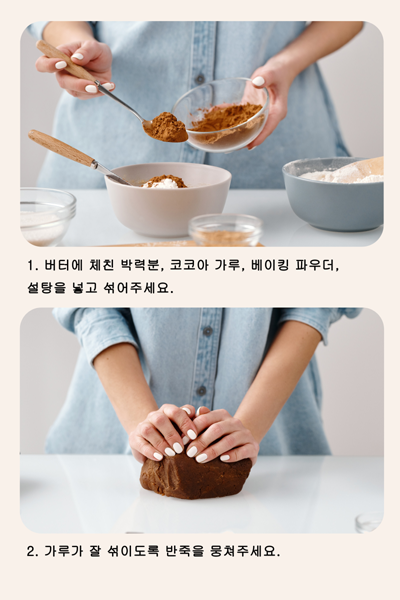 1. 버터에 체친 박력분, 코코아 가루, 베이킹 파우더,
설탕을 넣고 섞어주세요.
2. 가루가 잘 섞이도록 반죽을 뭉쳐주세요.